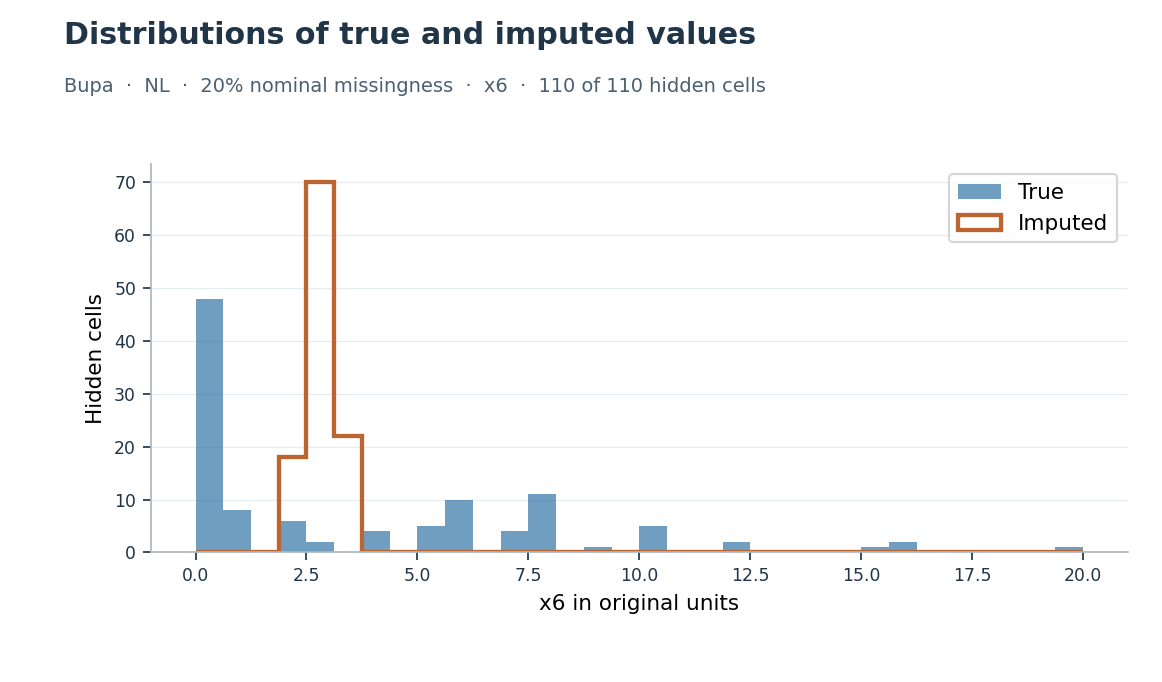 Distributions of true and imputed values
Bupa · NL · 20% nominal missingness · x6 · 110 of 110 hidden cells
True
Imputed
Hidden cells
70
60
50
40
30
20
10
0
0.0 2.5 5.0 7.5 10.0 12.5 15.0 17.5 20.0
x6 in original units